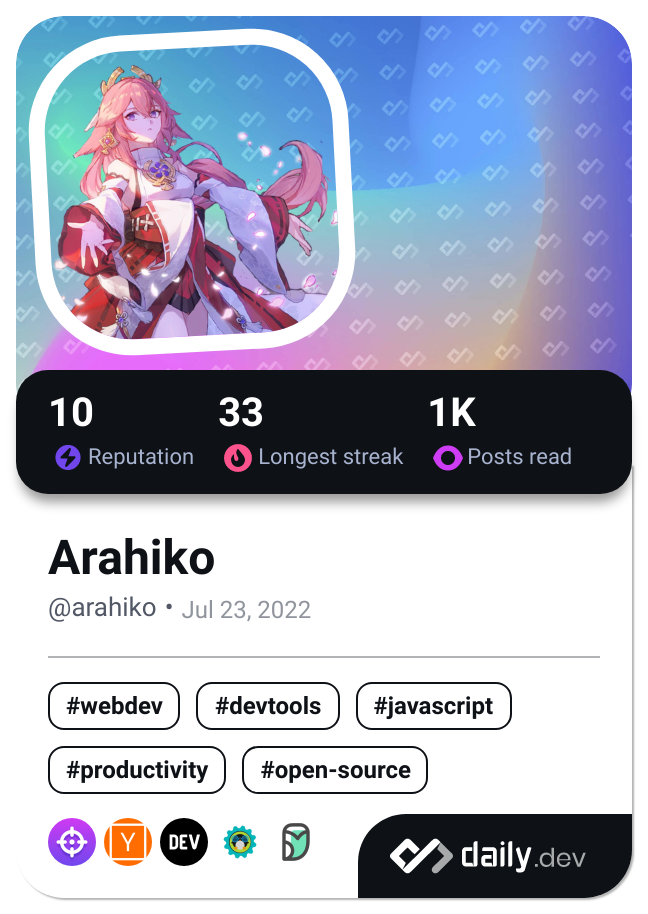 10 33 1K
Reputation Longest streak Posts read
Arahiko
@arahiko • Jul 23, 2022
#webdev #devtools #javascript
#productivity #open-source
Y DEV daily.dev